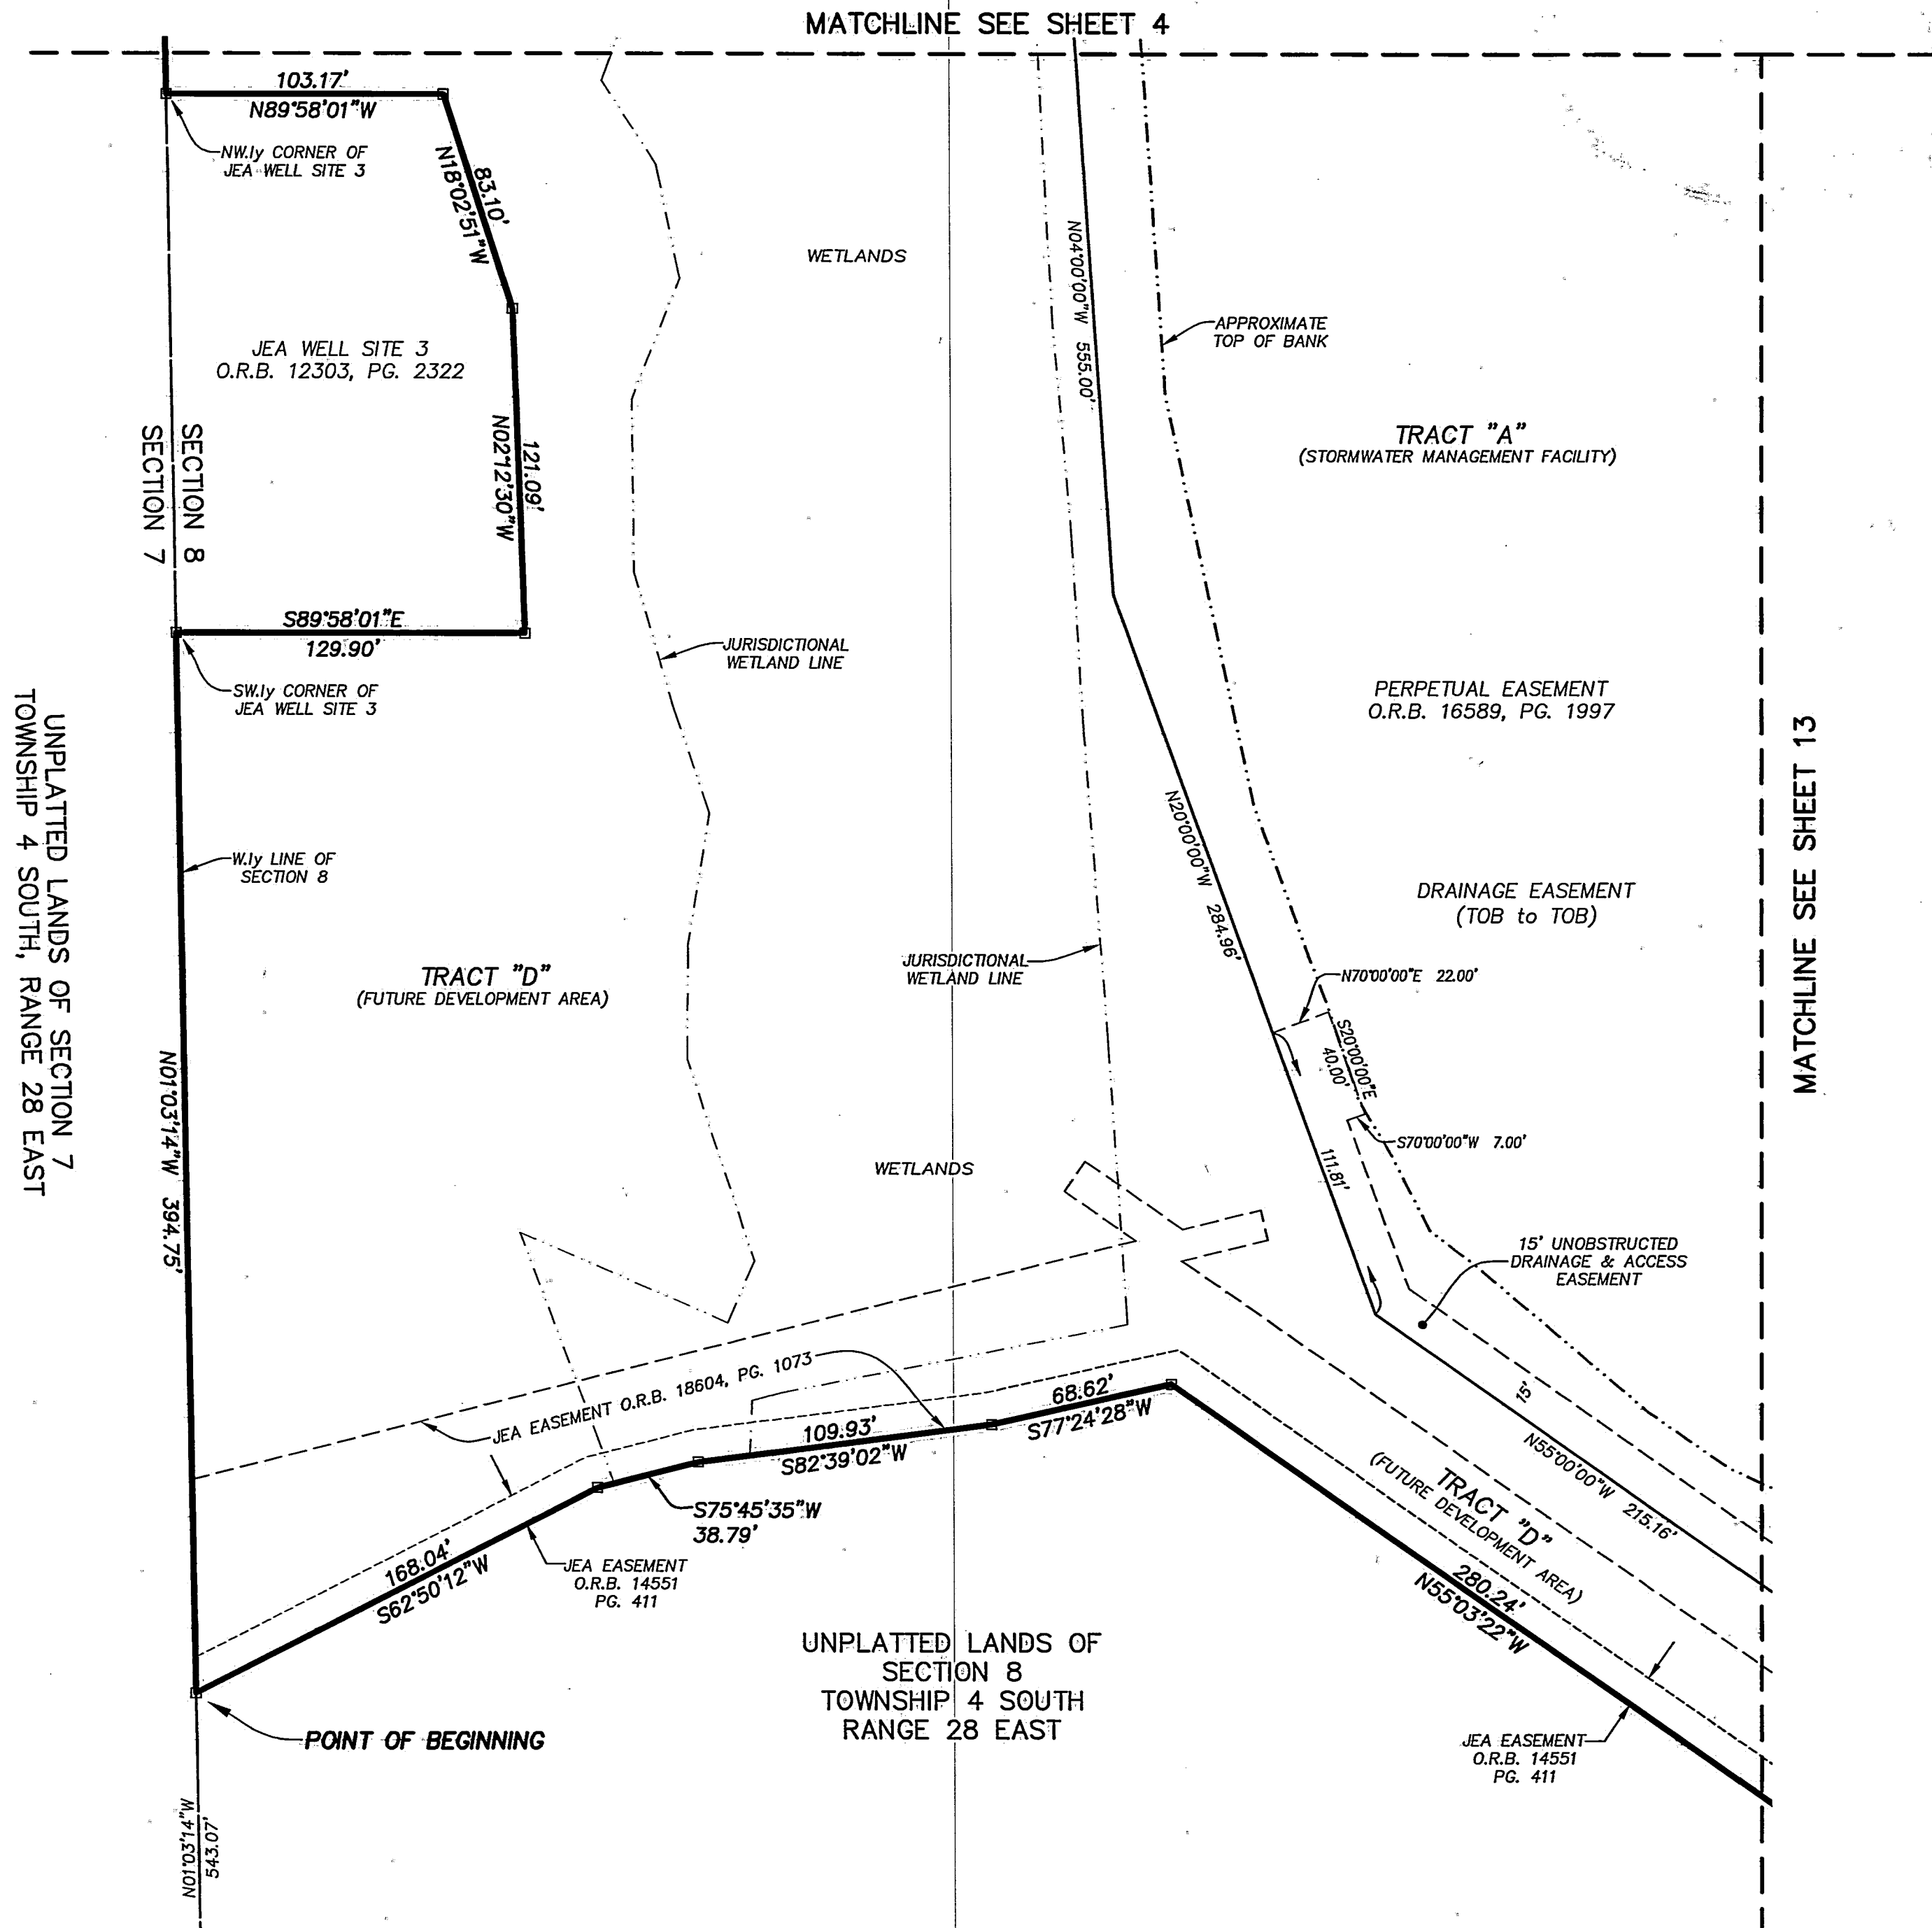 MATCHLINE SEE SHEET 4
103.17'
N89°58'01"W
NW.ly CORNER OF
JEA WELL SITE 3
83.10'
N18°02'51"W
WETLANDS
N04°00'00"W 555.00'
APPROXIMATE
TOP OF BANK
JEA WELL SITE 3
O.R.B. 12303, PG. 2322
SECTION 8
SECTION 7
121.09'
N02°12'30"W
TRACT "A"
(STORMWATER MANAGEMENT FACILITY)
S89°58'01"E
129.90'
JURISDICTIONAL
WETLAND LINE
SW.ly CORNER OF
JEA WELL SITE 3
PERPETUAL EASEMENT
O.R.B. 16589, PG. 1997
MATCHLINE SEE SHEET 13
UNPLATTED LANDS OF SECTION 7
TOWNSHIP 4 SOUTH, RANGE 28 EAST
W.ly LINE OF
SECTION 8
N20°00'00"W 284.96'
DRAINAGE EASEMENT
(TOB to TOB)
TRACT "D"
(FUTURE DEVELOPMENT AREA)
JURISDICTIONAL
WETLAND LINE
N70°00'00"E 22.00'
S20°00'00"E
40.00'
S70°00'00"W 7.00'
N01°03'14"W 394.75'
WETLANDS
111.81'
15' UNOBSTRUCTED
DRAINAGE & ACCESS
EASEMENT
JEA EASEMENT O.R.B. 18604, PG. 1073
68.62'
S77°24'28"W
109.93'
S82°39'02"W
15'
N55°00'00"W 215.16'
S75°45'35"W
38.79'
TRACT "D"
(FUTURE DEVELOPMENT AREA)
168.04'
S62°50'12"W
JEA EASEMENT
O.R.B. 14551
PG. 411
280.24'
N55°03'22"W
UNPLATTED LANDS OF
SECTION 8
TOWNSHIP 4 SOUTH
RANGE 28 EAST
POINT OF BEGINNING
JEA EASEMENT
O.R.B. 14551
PG. 411
N01°03'14"W
543.07'